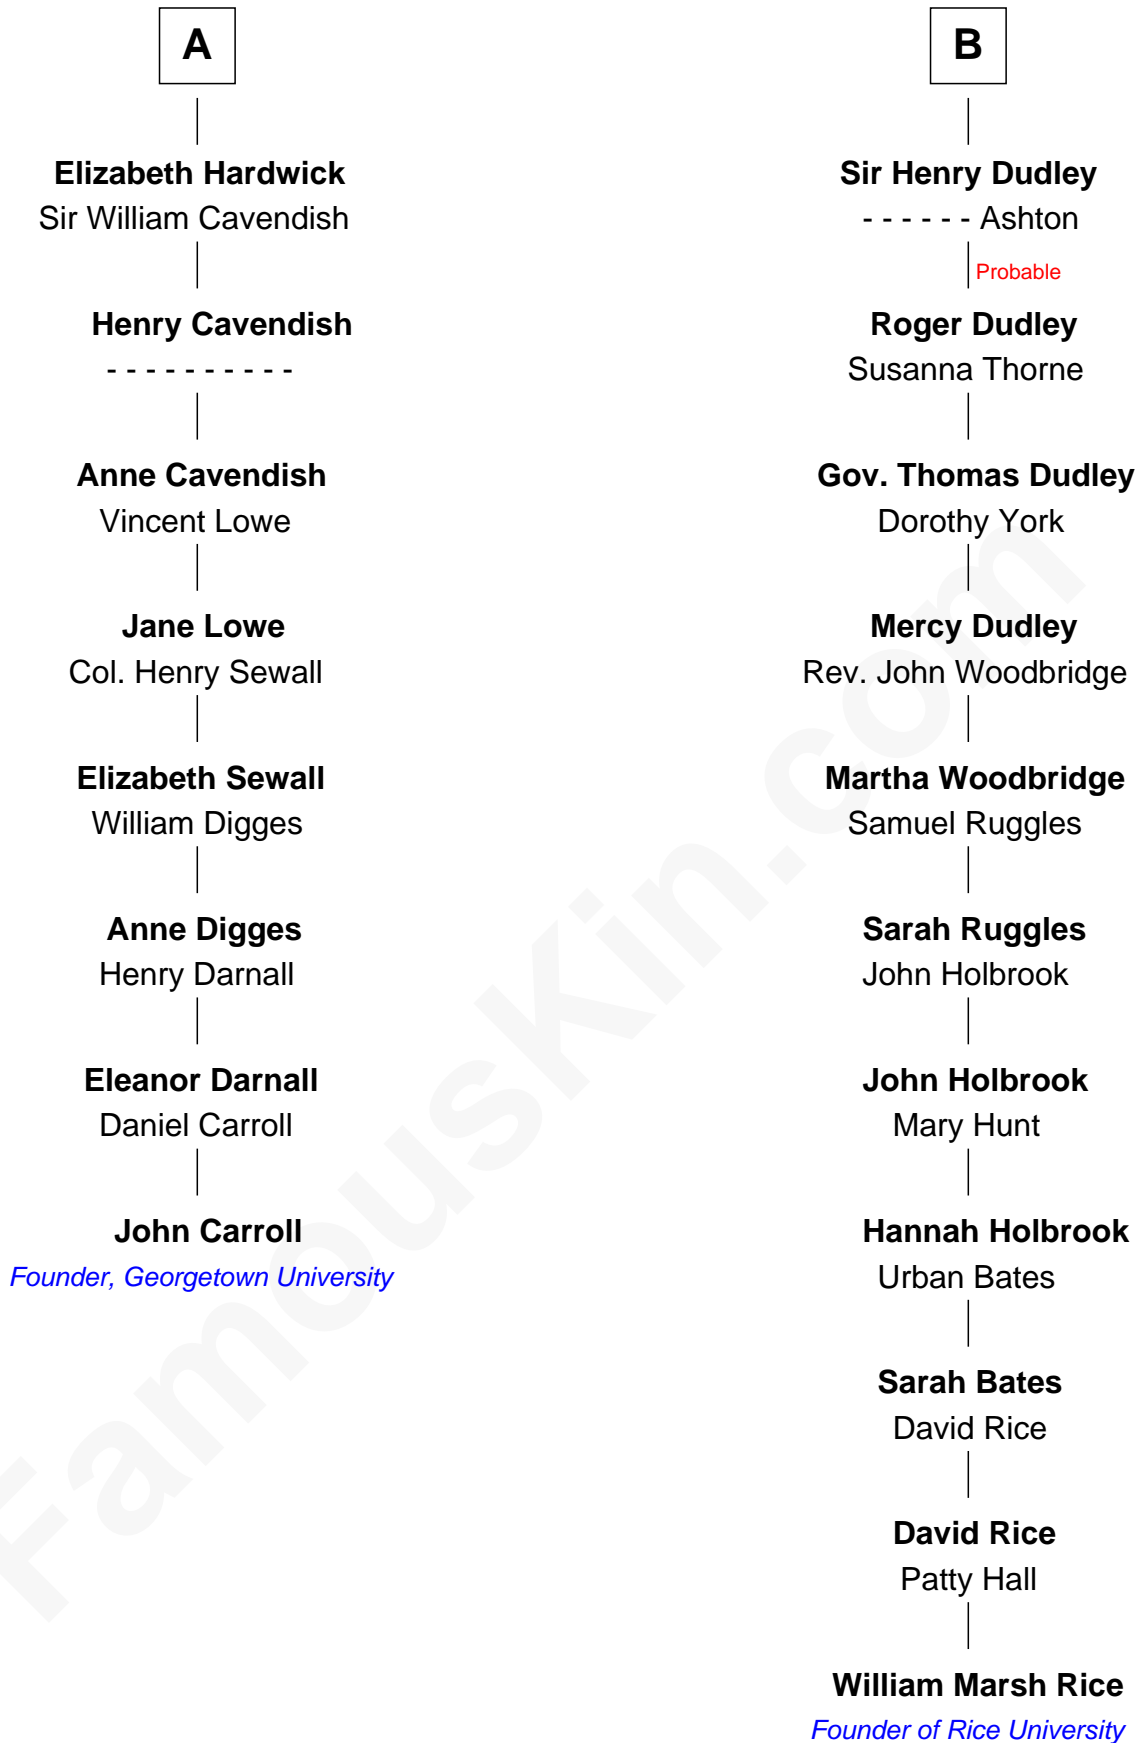 A
Elizabeth Hardwick
Sir William Cavendish
Henry Cavendish
- - - - - - - - - -
Anne Cavendish
Vincent Lowe
Jane Lowe
Col. Henry Sewall
Elizabeth Sewall
William Digges
Anne Digges
Henry Darnall
Eleanor Darnall
Daniel Carroll
John Carroll
Founder, Georgetown University
B
Sir Henry Dudley
- - - - - - Ashton
Probable
Roger Dudley
Susanna Thorne
Gov. Thomas Dudley
Dorothy York
Mercy Dudley
Rev. John Woodbridge
Martha Woodbridge
Samuel Ruggles
Sarah Ruggles
John Holbrook
John Holbrook
Mary Hunt
Hannah Holbrook
Urban Bates
Sarah Bates
David Rice
David Rice
Patty Hall
William Marsh Rice
Founder of Rice University
FamousKin.com